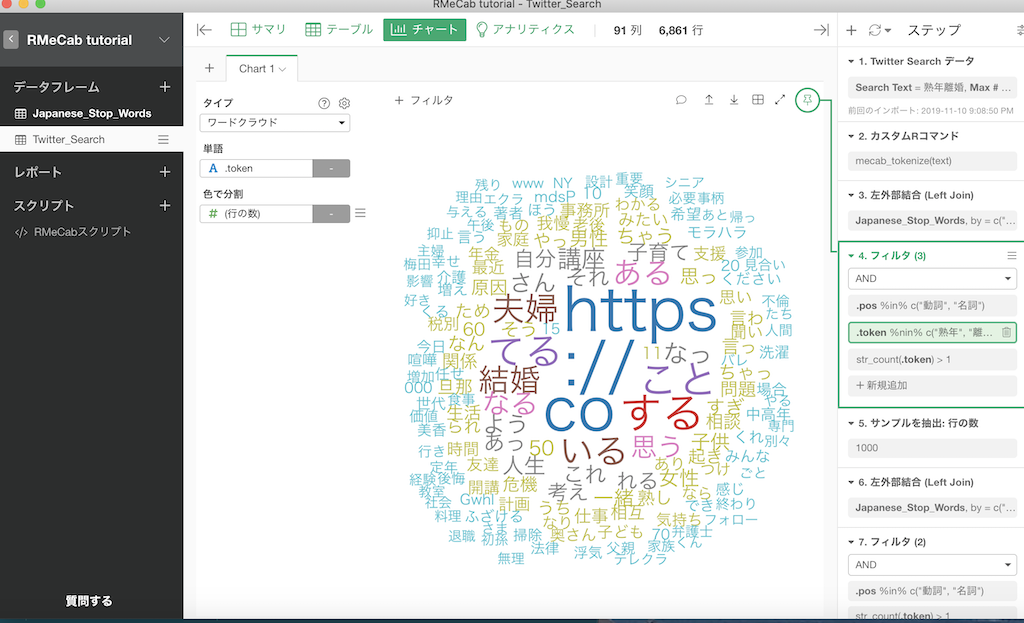 RMeCab tutorial - Twitter_Search
RMeCab tutorial
サマリ
テーブル
チャート
アナリティクス
91 列
6,861 行
ステップ
データフレーム
Japanese_Stop_Words
Twitter_Search
レポート
スクリプト
</> RMeCabスクリプト
質問する
Chart 1
タイプ
ワードクラウド
単語
A .token
-
色で分割
# (行の数)
-
+ フィルタ
残り www NY 設計 重要 シニア
理由 エクラ mdsP 10 笑顔 必要 事柄
与える 著者 ほう 事務所 わかる 希望 あと 帰っ
午後 もの 我慢 老後 みたい
抑止 言う 家庭 やっ 男性 ちゃう モラハラ
主婦 年金 自分 講座 子育て 支援 参加
梅田 幸せ 最近 それ ある 思っ 20 見合い
影響 介護 原因 さん ください
増え
好き くる ため 夫婦 https 思い 不倫
税別 60 そう 15 言わ たち
聞い 人間
今日 なん てる :// 11 なっ 言っ 洗濯
喧嘩 関係 バレ
増加 任せ 結婚 こと ちゃっ
000 旦那 問題 場合
世代 食事 なる co する すぎ やる
価値 生活 よう 相談 中高年
美香 られ 専門
行き 時間 あっ 50 いる 思う 子供 くれ 別々
定年 友達 人生 あり 起き みんな
経験 後悔 これ れる つけ ごと
教室 開講 危機 考え 女性 感じ
社会 Gwhl 計画 一緒 熟し なら でき 終わり
料理 ふざける うち 仕事 相互 気持ち フォロー
さま なり
退職 初孫 掃除 奥さん 子ども 70 弁護士
法律 浮気 父親 家族 くん
無理 テレクラ
1. Twitter Search データ
Search Text = 熟年離婚, Max # ...
前回のインポート: 2019-11-10 9:08:50 PM
2. カスタムRコマンド
mecab_tokenize(text)
3. 左外部結合 (Left Join)
Japanese_Stop_Words, by = c("...
4. フィルタ (3)
AND
.pos %in% c("動詞", "名詞")
.token %nin% c("熟年", "離...
str_count(.token) > 1
+ 新規追加
5. サンプルを抽出: 行の数
1000
6. 左外部結合 (Left Join)
Japanese_Stop_Words, by = c("...
7. フィルタ (2)
AND
.pos %in% c("動詞", "名詞")
str_count(.token) > 1